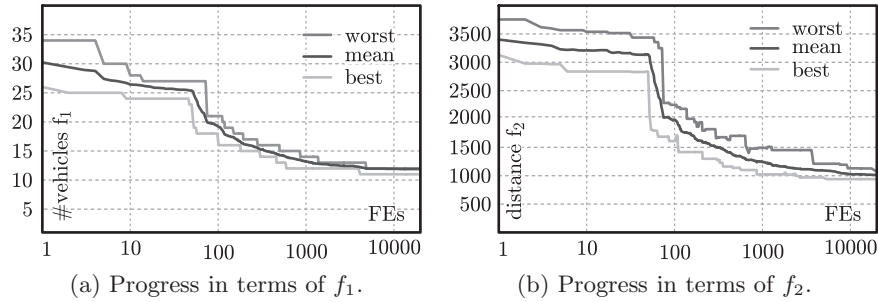 35
30
25
20
15
10
5
#vehicles f1
worst
mean
best
FEs
1 10 100 1000 10000
(a) Progress in terms of f1.
3500
3000
2500
2000
1500
1000
500
distance f2
worst
mean
best
FEs
1 10 100 1000 10000
(b) Progress in terms of f2.